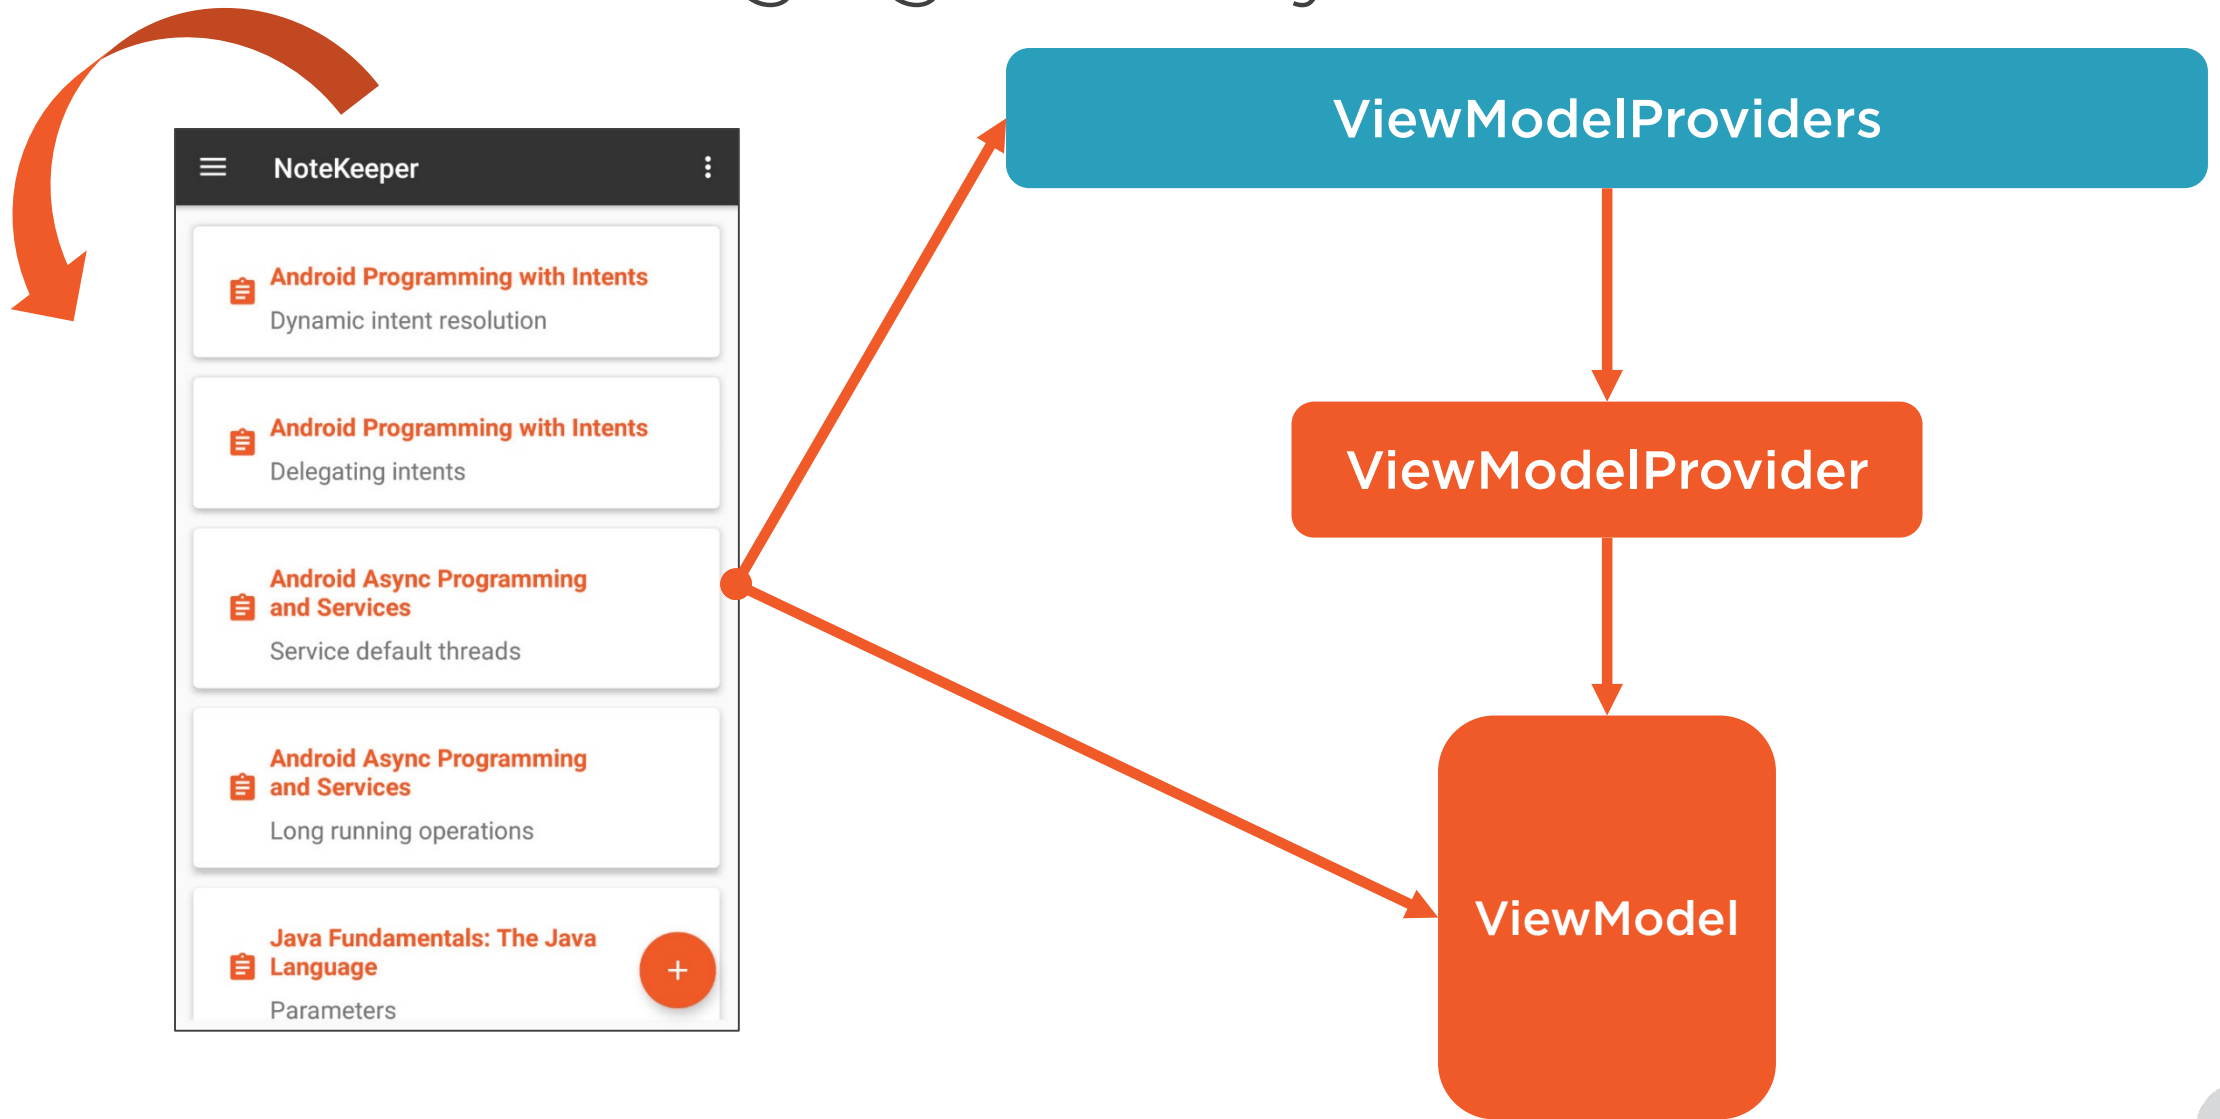 NoteKeeper
Android Programming with Intents
Dynamic intent resolution
Android Programming with Intents
Delegating intents
Android Async Programming
and Services
Service default threads
Android Async Programming
and Services
Long running operations
Java Fundamentals: The Java
Language
Parameters
ViewModelProviders
ViewModelProvider
ViewModel